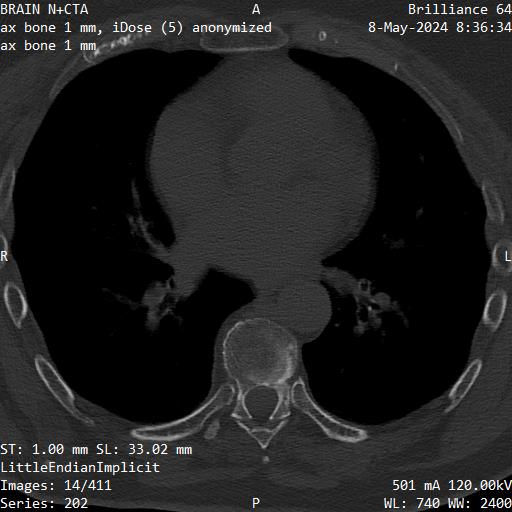 BRAIN N+CTA
A
Brilliance 64
ax bone 1 mm, iDose (5) anonymized
8-May-2024 8:36:34
ax bone 1 mm
R
L
ST: 1.00 mm SL: 33.02 mm
LittleEndianImplicit
Images: 14/411
501 mA 120.00kV
Series: 202
P
WL: 740 WW: 2400